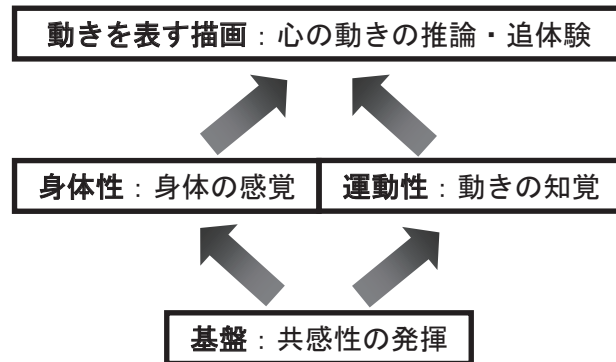 動きを表す描画：心の動きの推論・追体験
身体性：身体の感覚
運動性：動きの知覚
基盤：共感性の発揮